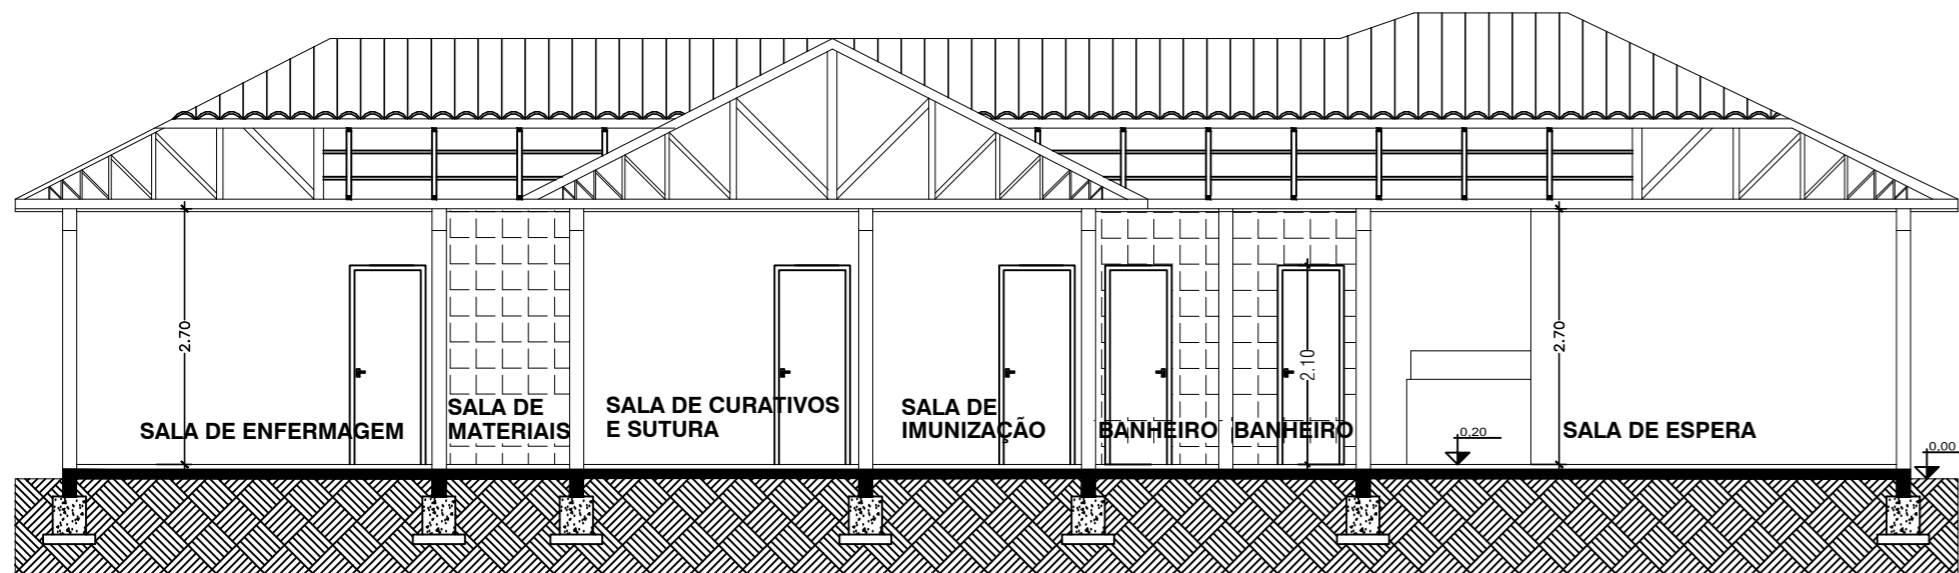 2.70
SALA DE ENFERMAGEM
SALA DE
MATERIAIS
SALA DE CURATIVOS
E SUTURA
SALA DE
IMUNIZAÇÃO
BANHEIRO
BANHEIRO
2.10
0,20
2.70
SALA DE ESPERA
0.00